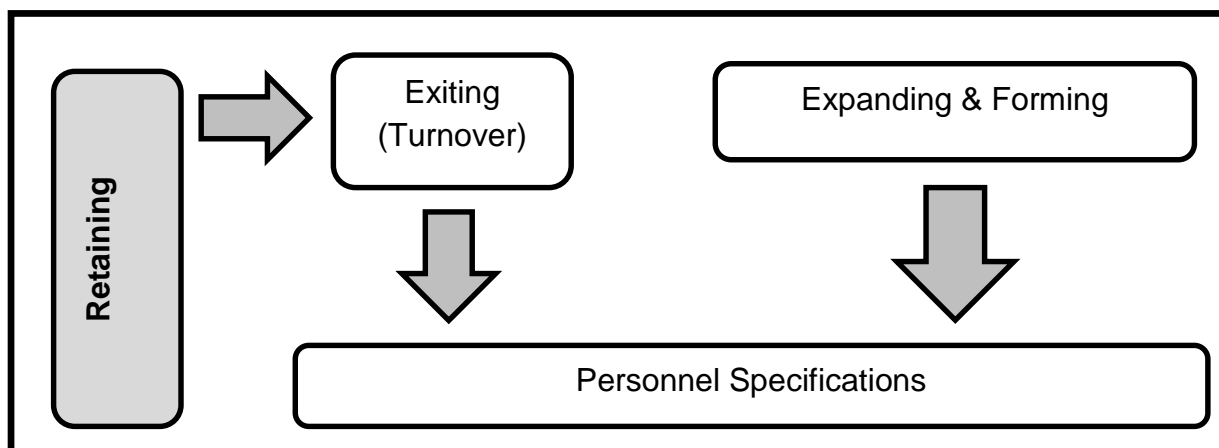 Retaining
Exiting
(Turnover)
Expanding & Forming
Personnel Specifications